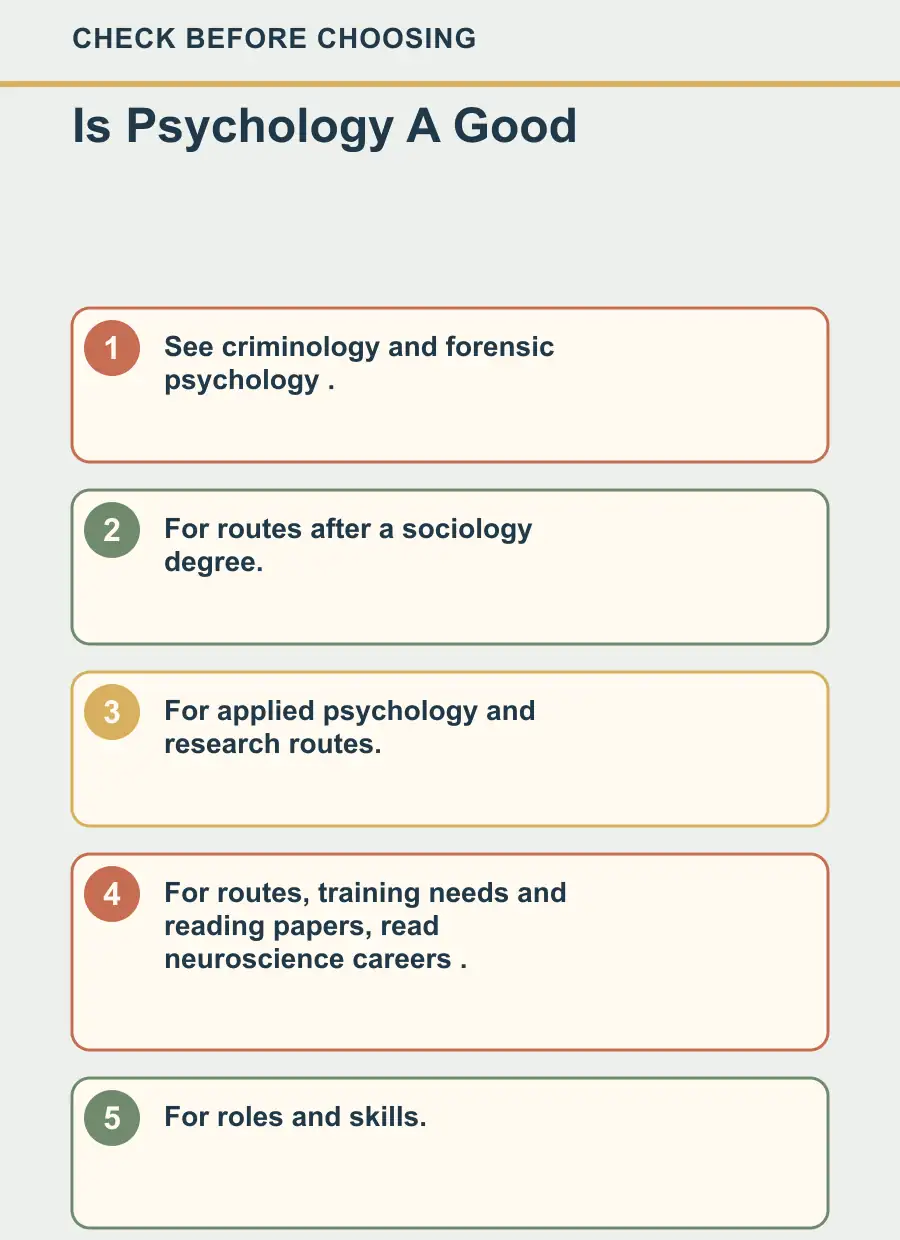 CHECK BEFORE CHOOSING
Is Psychology A Good
1
See criminology and forensic
psychology .
2
For routes after a sociology
degree.
3
For applied psychology and
research routes.
4
For routes, training needs and
reading papers, read
neuroscience careers .
5
For roles and skills.